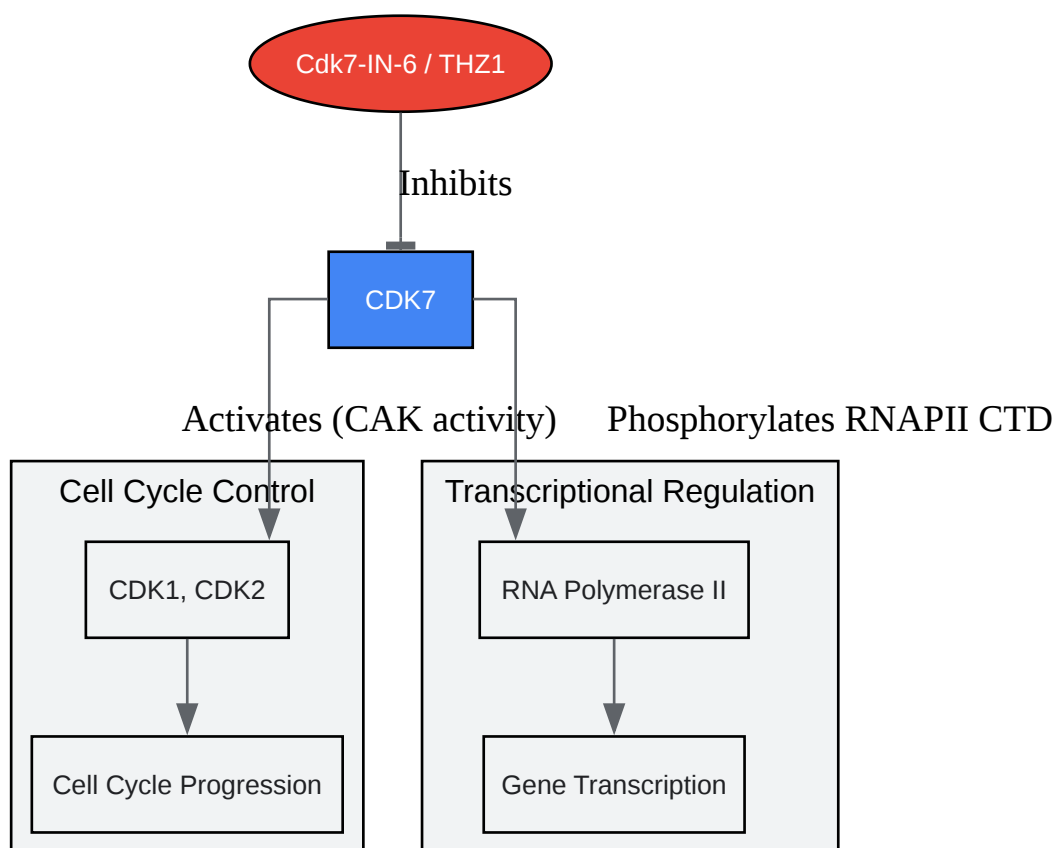 Cdk7-IN-6 / THZ1
Inhibits
CDK7
Activates (CAK activity)
Phosphorylates RNAPII CTD
Cell Cycle Control
Transcriptional Regulation
CDK1, CDK2
RNA Polymerase II
Cell Cycle Progression
Gene Transcription